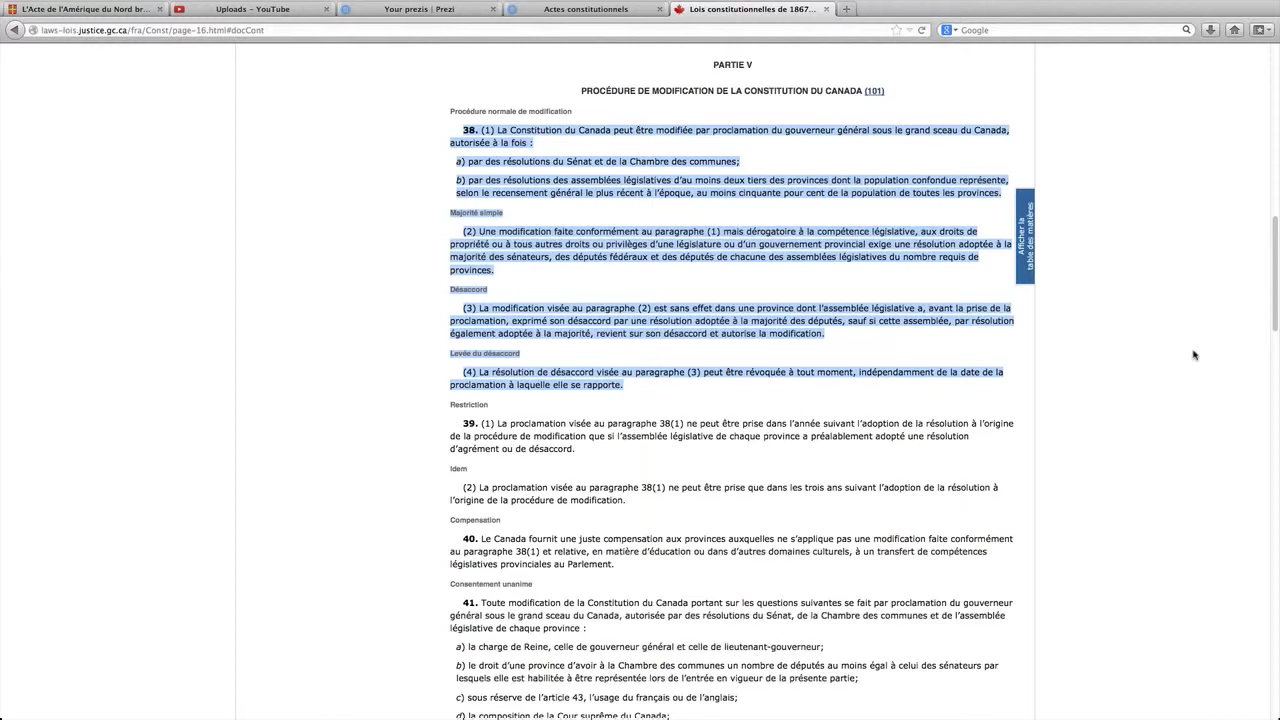 L'Acte de l'Amérique du Nord br...
Uploads – YouTube
Your prezis | Prezi
Actes constitutionnels
Lois constitutionnelles de 1867...
laws-lois.justice.gc.ca/fra/Const/page-16.html#docCont
Google
PARTIE V
PROCÉDURE DE MODIFICATION DE LA CONSTITUTION DU CANADA (101)
Procédure normale de modification
38. (1) La Constitution du Canada peut être modifiée par proclamation du gouverneur général sous le grand sceau du Canada,
autorisée à la fois :
a) par des résolutions du Sénat et de la Chambre des communes;
b) par des résolutions des assemblées législatives d'au moins deux tiers des provinces dont la population confondue représente,
selon le recensement général le plus récent à l'époque, au moins cinquante pour cent de la population de toutes les provinces.
Majorité simple
(2) Une modification faite conformément au paragraphe (1) mais dérogatoire à la compétence législative, aux droits de
propriété ou à tous autres droits ou privilèges d'une législature ou d'un gouvernement provincial exige une résolution adoptée à la
majorité des sénateurs, des députés fédéraux et des députés de chacune des assemblées législatives du nombre requis de
provinces.
Désaccord
(3) La modification visée au paragraphe (2) est sans effet dans une province dont l'assemblée législative a, avant la prise de la
proclamation, exprimé son désaccord par une résolution adoptée à la majorité des députés, sauf si cette assemblée, par résolution
également adoptée à la majorité, revient sur son désaccord et autorise la modification.
Levée du désaccord
(4) La résolution de désaccord visée au paragraphe (3) peut être révoquée à tout moment, indépendamment de la date de la
proclamation à laquelle elle se rapporte.
Restriction
39. (1) La proclamation visée au paragraphe 38(1) ne peut être prise dans l'année suivant l'adoption de la résolution à l'origine
de la procédure de modification que si l'assemblée législative de chaque province a préalablement adopté une résolution
d'agrément ou de désaccord.
Idem
(2) La proclamation visée au paragraphe 38(1) ne peut être prise que dans les trois ans suivant l'adoption de la résolution à
l'origine de la procédure de modification.
Compensation
40. Le Canada fournit une juste compensation aux provinces auxquelles ne s'applique pas une modification faite conformément
au paragraphe 38(1) et relative, en matière d'éducation ou dans d'autres domaines culturels, à un transfert de compétences
législatives provinciales au Parlement.
Consentement unanime
41. Toute modification de la Constitution du Canada portant sur les questions suivantes se fait par proclamation du gouverneur
général sous le grand sceau du Canada, autorisée par des résolutions du Sénat, de la Chambre des communes et de l'assemblée
législative de chaque province :
a) la charge de Reine, celle de gouverneur général et celle de lieutenant-gouverneur;
b) le droit d'une province d'avoir à la Chambre des communes un nombre de députés au moins égal à celui des sénateurs par
lesquels elle est habilitée à être représentée lors de l'entrée en vigueur de la présente partie;
c) sous réserve de l'article 43, l'usage du français ou de l'anglais;
d) la composition de la Cour suprême du Canada;
Afficher la
table des matières